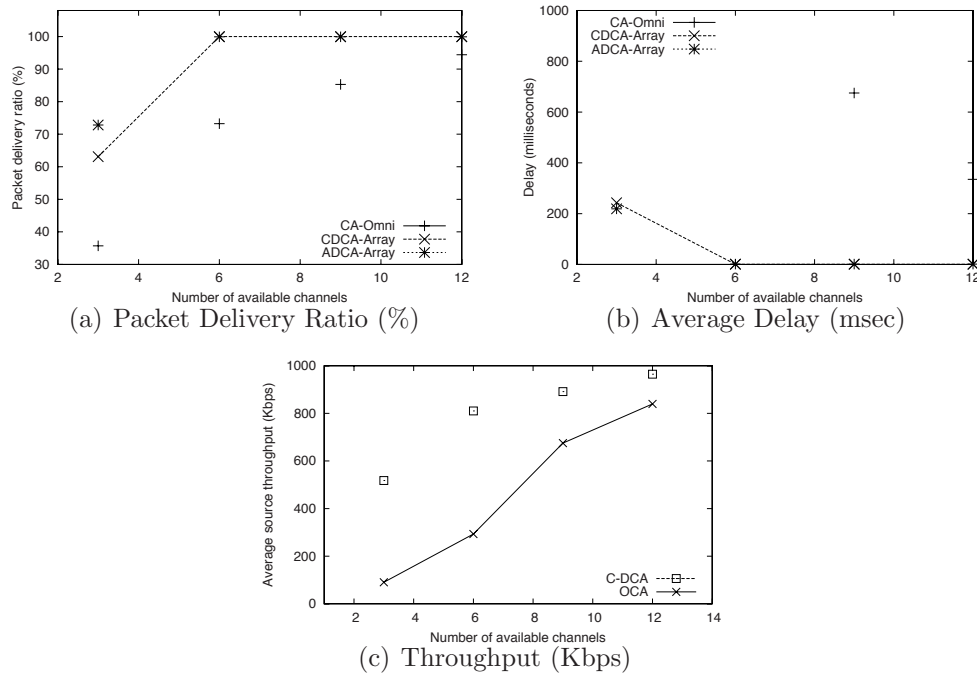 100
90
80
70
60
50
40
30
2 4 6 8 10 12
Packet delivery ratio (%)
Number of available channels
CA-Omni
CDCA-Array
ADCA-Array
(a) Packet Delivery Ratio (%)
1000
800
600
400
200
0
2 4 6 8 10 12
Delay (milliseconds)
Number of available channels
CA-Omni
CDCA-Array
ADCA-Array
(b) Average Delay (msec)
1000
800
600
400
200
0
2 4 6 8 10 12 14
Average source throughput (Kbps)
Number of available channels
C-DCA
OCA
(c) Throughput (Kbps)